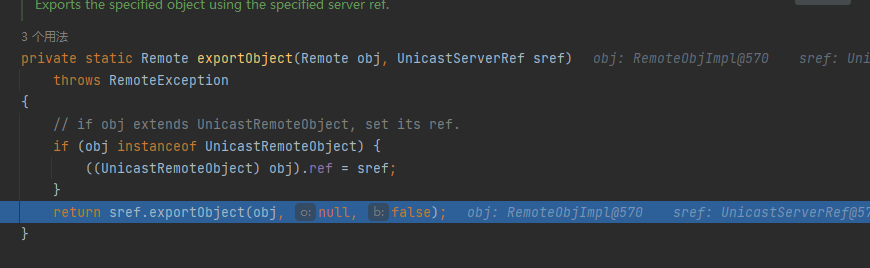 Exports the specified object using the specified server ref.
3 个用法
private static Remote exportObject(Remote obj, UnicastServerRef sref) obj: RemoteObjImpl@570 sref: Uni
throws RemoteException
{
// if obj extends UnicastRemoteObject, set its ref.
if (obj instanceof UnicastRemoteObject) {
((UnicastRemoteObject) obj).ref = sref;
}
return sref.exportObject(obj, o: null, b: false); obj: RemoteObjImpl@570 sref: UnicastServerRef@57
}